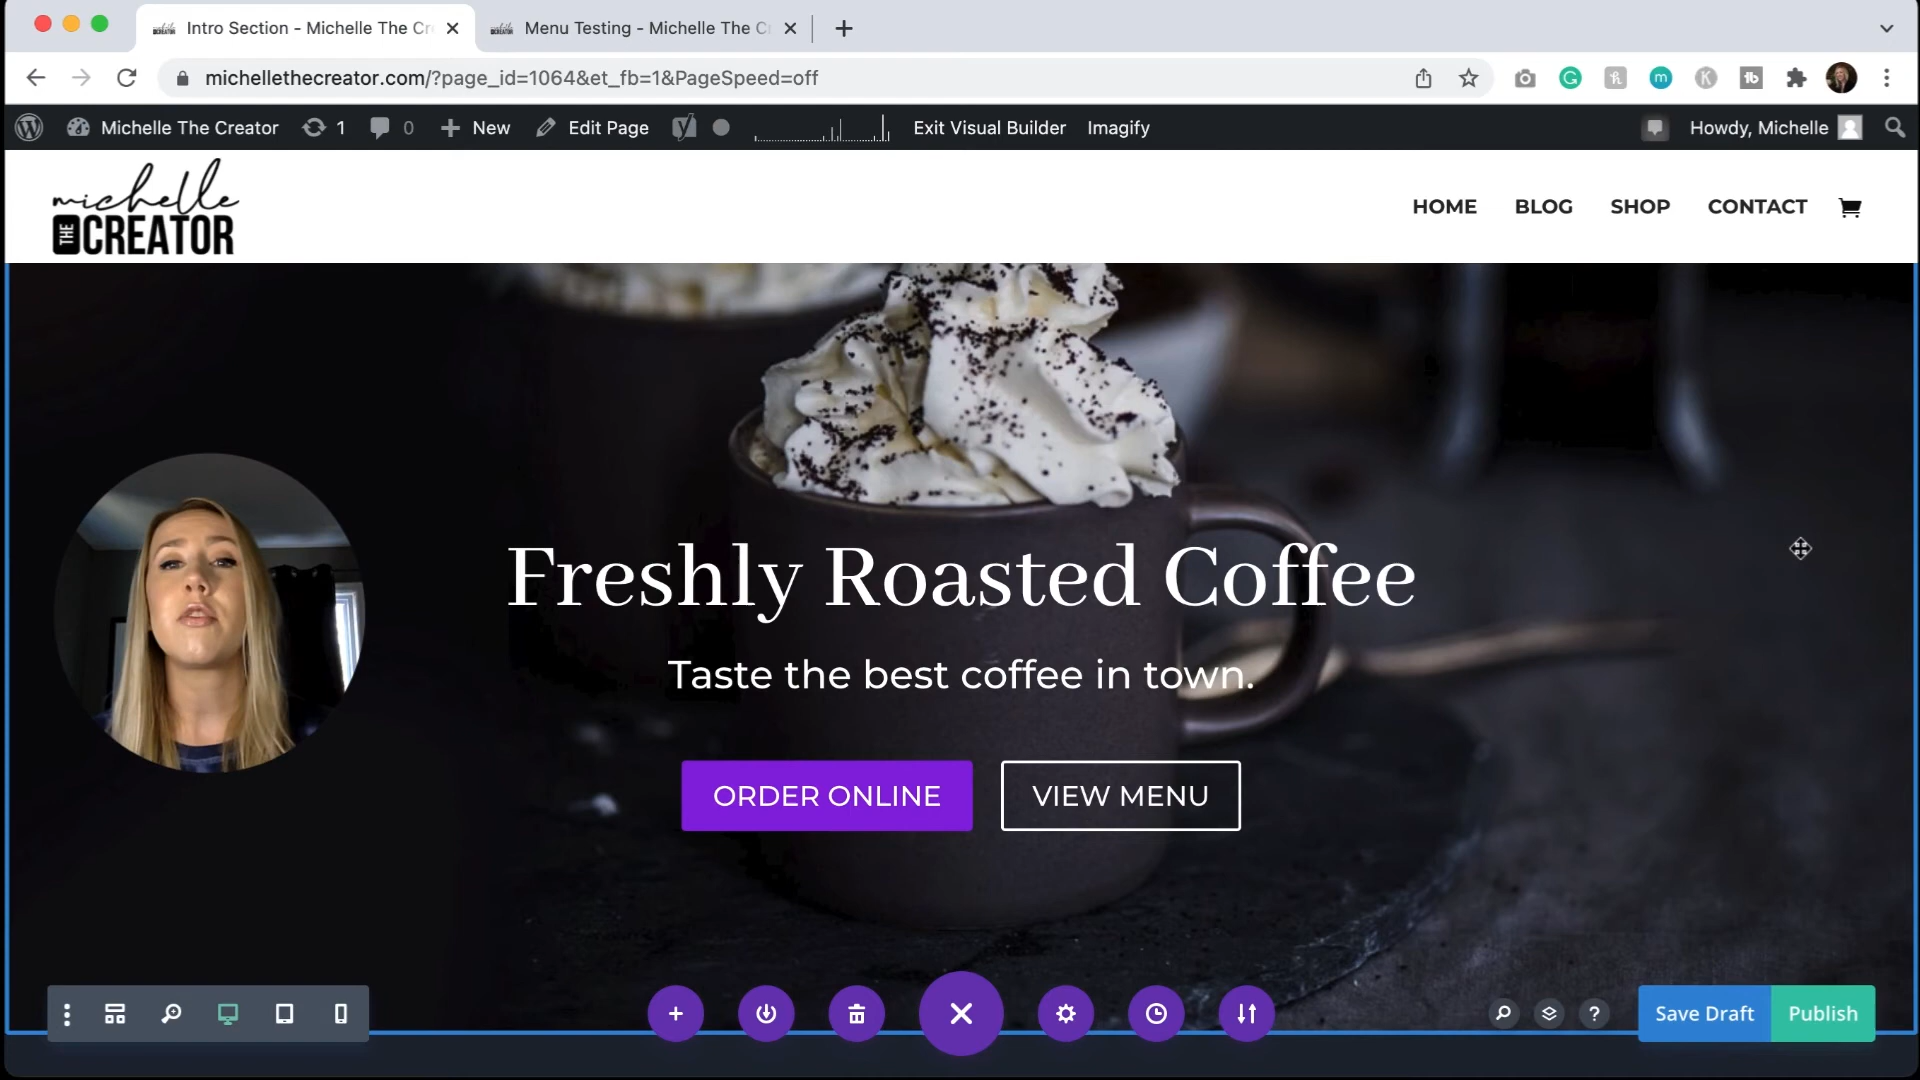 Intro Section - Michelle The Cr
Menu Testing - Michelle The C
michellethecreator.com/?page_id=1064&et_fb=1&PageSpeed=off
Michelle The Creator 1 0 New Edit Page Exit Visual Builder Imagify Howdy, Michelle
michelle
THE CREATOR
HOME BLOG SHOP CONTACT
Freshly Roasted Coffee
Taste the best coffee in town.
ORDER ONLINE VIEW MENU
Save Draft Publish